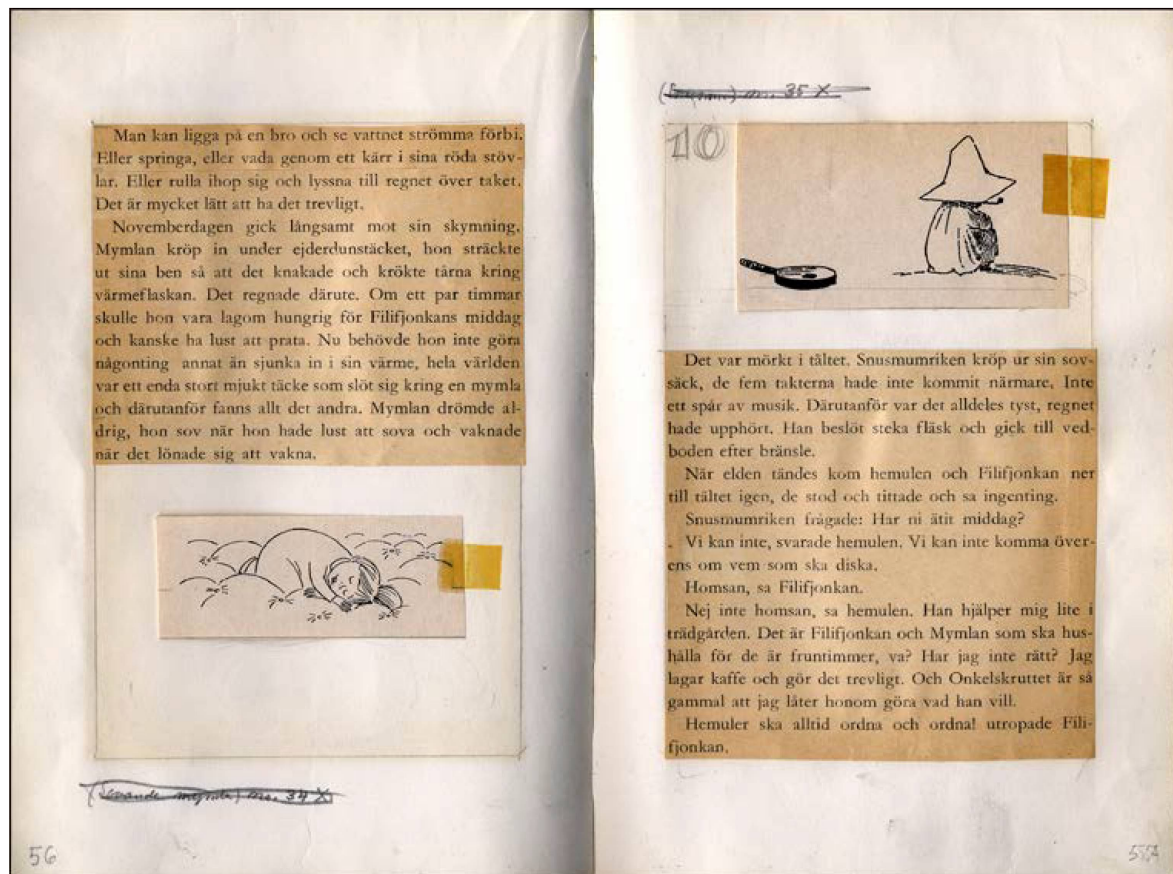 Man kan ligga på en bro och se vattnet strömma förbi.
Eller springa, eller vada genom ett kärr i sina röda stöv-
lar. Eller rulla ihop sig och lyssna till regnet över taket.
Det är mycket lätt att ha det trevligt.
Novemberdagen gick långsamt mot sin skymning.
Mymlan kröp in under ejderdunstäcket, hon sträckte
ut sina ben så att det knakade och krökte tårna kring
värmeflaskan. Det regnade därute. Om ett par timmar
skulle hon vara lagom hungrig för Filifjonkans middag
och kanske ha lust att prata. Nu behövde hon inte göra
någonting annat än sjunka in i sin värme, hela världen
var ett enda stort mjukt täcke som slöt sig kring en mymla
och därutanför fanns allt det andra. Mymlan drömde al-
drig, hon sov när hon hade lust att sova och vaknade
när det lönade sig att vakna.
34 X
56
35 X
10
Det var mörkt i tältet. Snusmumriken kröp ur sin sov-
säck, de fem takterna hade inte kommit närmare. Inte
ett spår av musik. Därutanför var det alldeles tyst, regnet
hade upphört. Han beslöt steka fläsk och gick till ved-
boden efter bränsle.
När elden tändes kom hemulen och Filifjonkan ner
till tältet igen, de stod och tittade och sa ingenting.
Snusmumriken frågade: Har ni ätit middag?
Vi kan inte, svarade hemulen. Vi kan inte komma över-
ens om vem som ska diska.
Homsan, sa Filifjonkan.
Nej inte homsan, sa hemulen. Han hjälper mig lite i
trädgården. Det är Filifjonkan och Mymlan som ska hus-
hålla för de är fruntimmer, va? Har jag inte rätt? Jag
lagar kaffe och gör det trevligt. Och Onkelskruttet är så
gammal att jag låter honom göra vad han vill.
Hemuler ska alltid ordna och ordna! utropade Fili-
fjonkan.